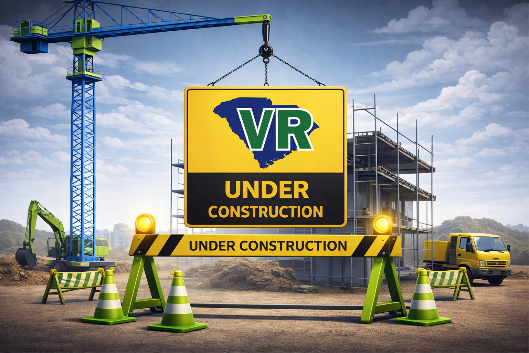 VR
UNDER
CONSTRUCTION
UNDER CONSTRUCTION